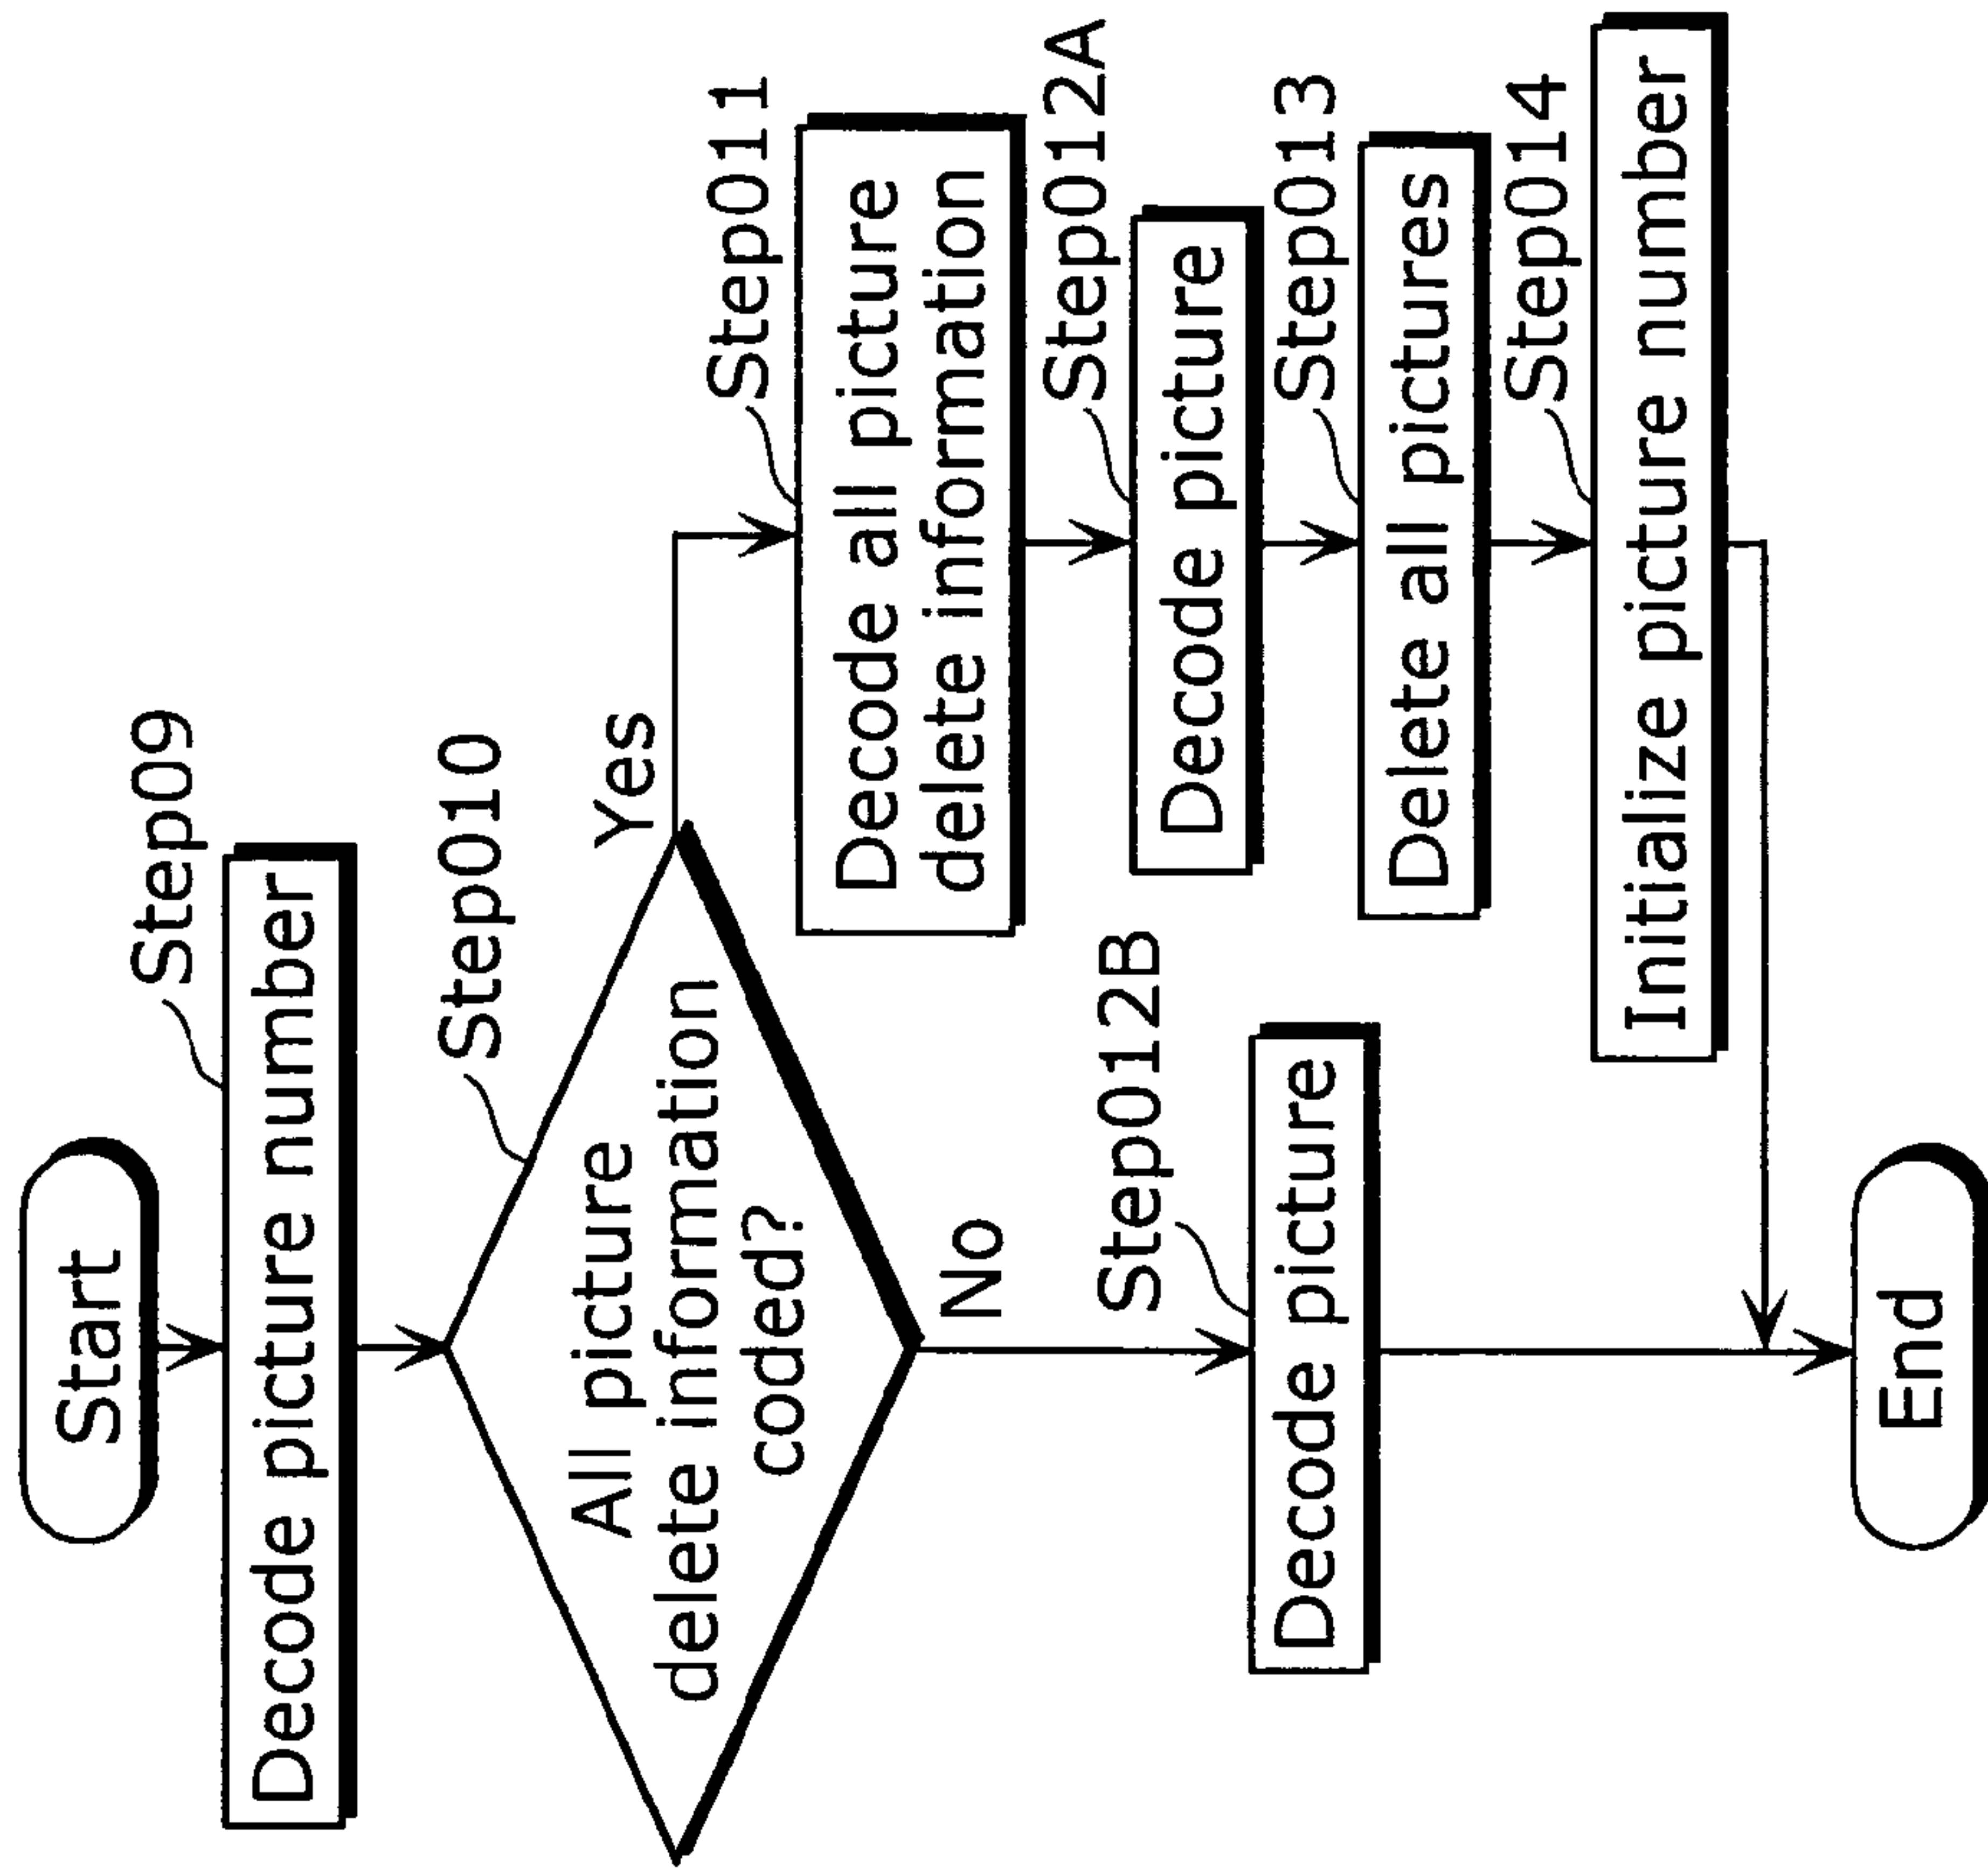 Start
Step09
Decode picture number
Step010
All picture
delete information
coded?
Yes
Step011
Decode all picture
delete information
Step012A
Decode picture
Step013
Delete all pictures
Step014
Initialize picture number
No
Step012B
Decode picture
End